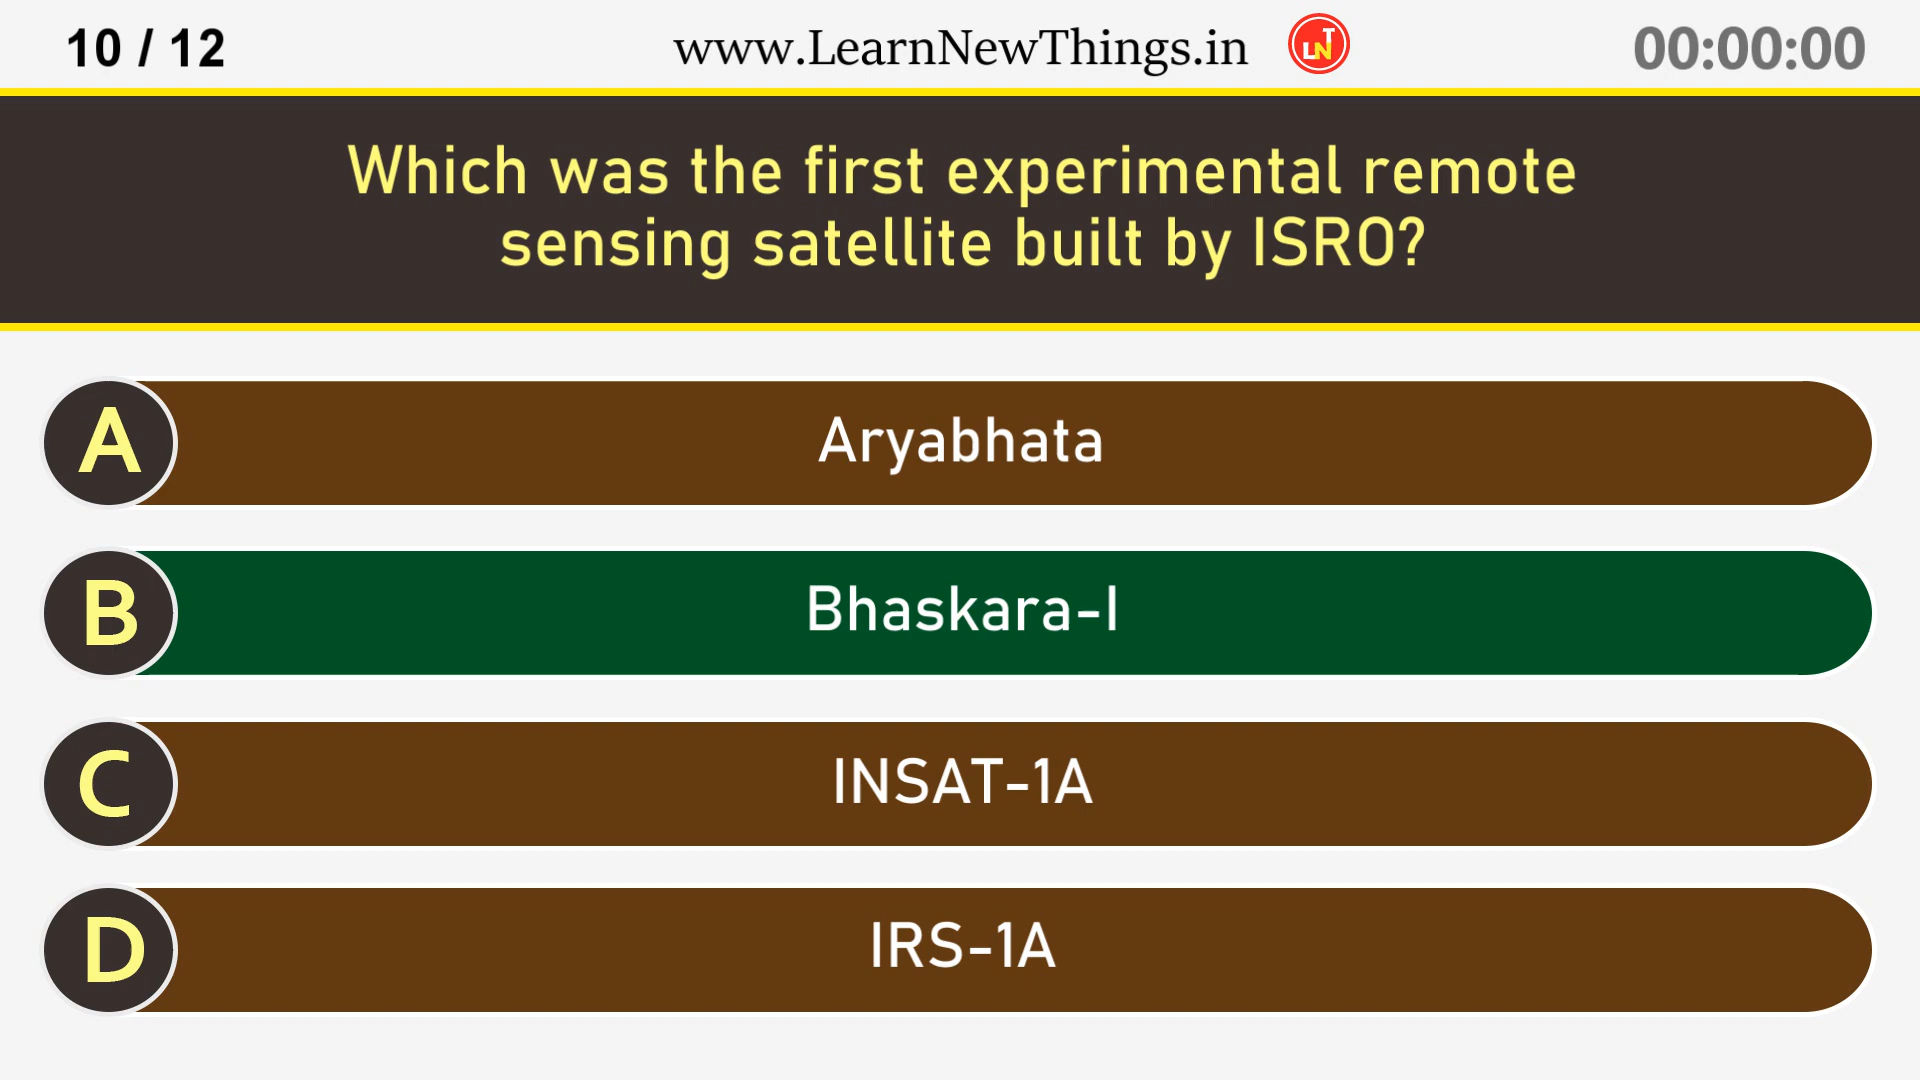 10 / 12
www.LearnNewThings.in
LNT
00:00:00
Which was the first experimental remote
sensing satellite built by ISRO?
A
Aryabhata
B
Bhaskara-I
C
INSAT-1A
D
IRS-1A